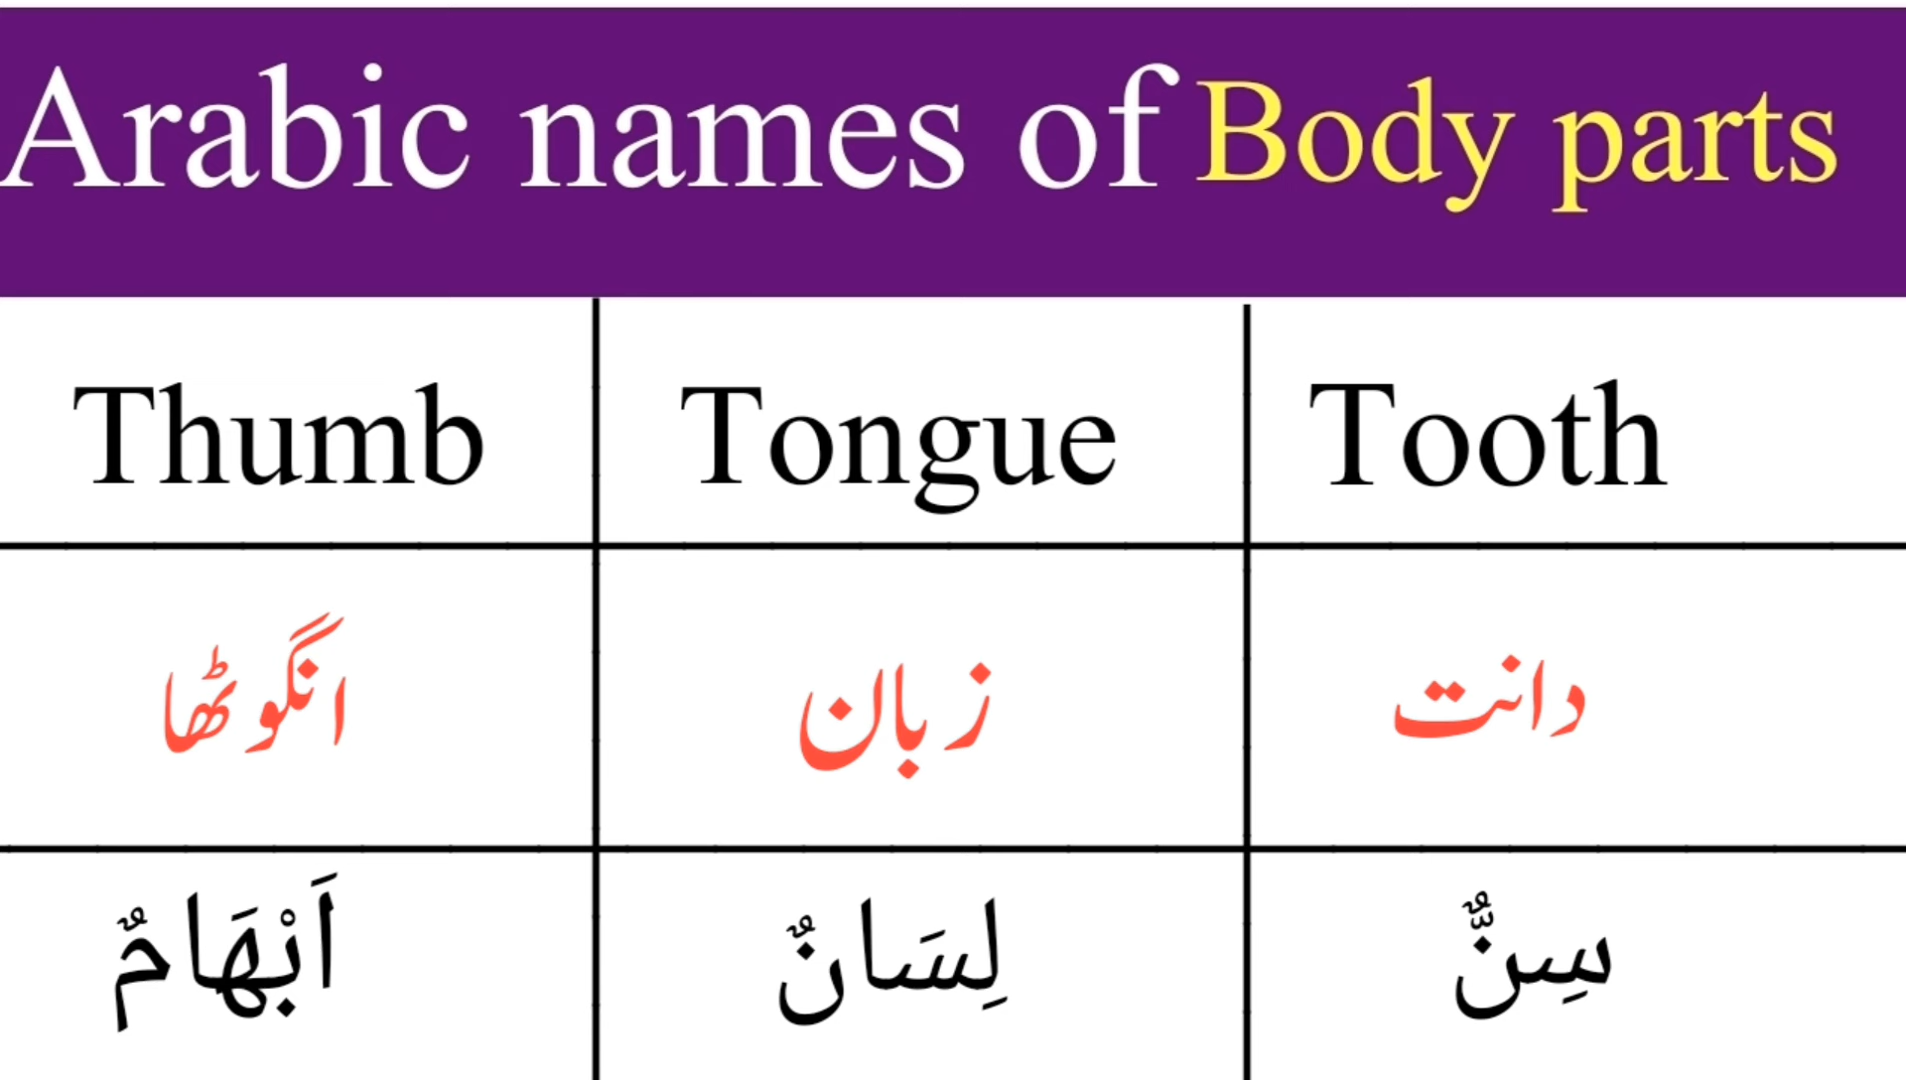 Arabic names of Body parts
Thumb Tongue Tooth
انگوٹھا زبان دانت
اَبْهَامٌ لِسَانٌ سِنٌّ